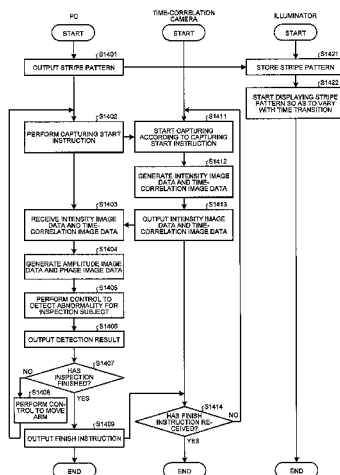 PC
START
S1401
OUTPUT STRIPE PATTERN
S1402
PERFORM CAPTURING START
INSTRUCTION
S1403
RECEIVE INTENSITY IMAGE
DATA AND TIME-
CORRELATION IMAGE DATA
S1404
GENERATE AMPLITUDE IMAGE
DATA AND PHASE IMAGE DATA
S1405
PERFORM CONTROL TO
DETECT ABNORMALITY FOR
INSPECTION SUBJECT
S1406
OUTPUT DETECTION RESULT
S1407
HAS
INSPECTION
FINISHED?
NO
YES
S1408
PERFORM CON-
TROL TO MOVE
ARM
S1409
OUTPUT FINISH INSTRUCTION
END
TIME-CORRELATION
CAMERA
START
S1411
START CAPTURING
ACCORDING TO CAPTURING
START INSTRUCTION
S1412
GENERATE INTENSITY IMAGE
DATA AND TIME-
CORRELATION IMAGE DATA
S1413
OUTPUT INTENSITY IMAGE
DATA AND TIME-
CORRELATION IMAGE DATA
S1414
HAS FINISH
INSTRUCTION RE-
CEIVED?
NO
YES
END
ILLUMINATOR
START
S1421
STORE STRIPE PATTERN
S1422
START DISPLAYING STRIPE
PATTERN SO AS TO VARY
WITH TIME TRANSITION
END